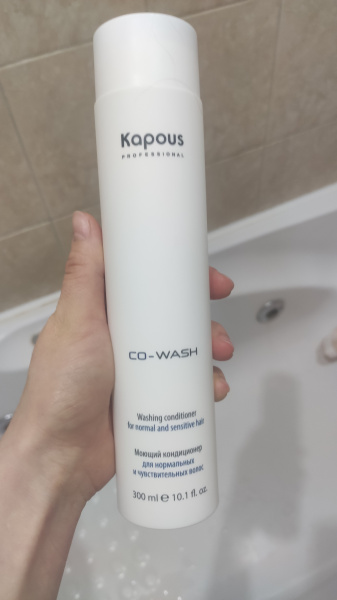 Kapous
PROFESSIONAL
CO-WASH
Washing conditioner
for normal and sensitive hair
Моющий кондиционер
для нормальных
и чувствительных волос
300 ml e 10.1 fl. oz.